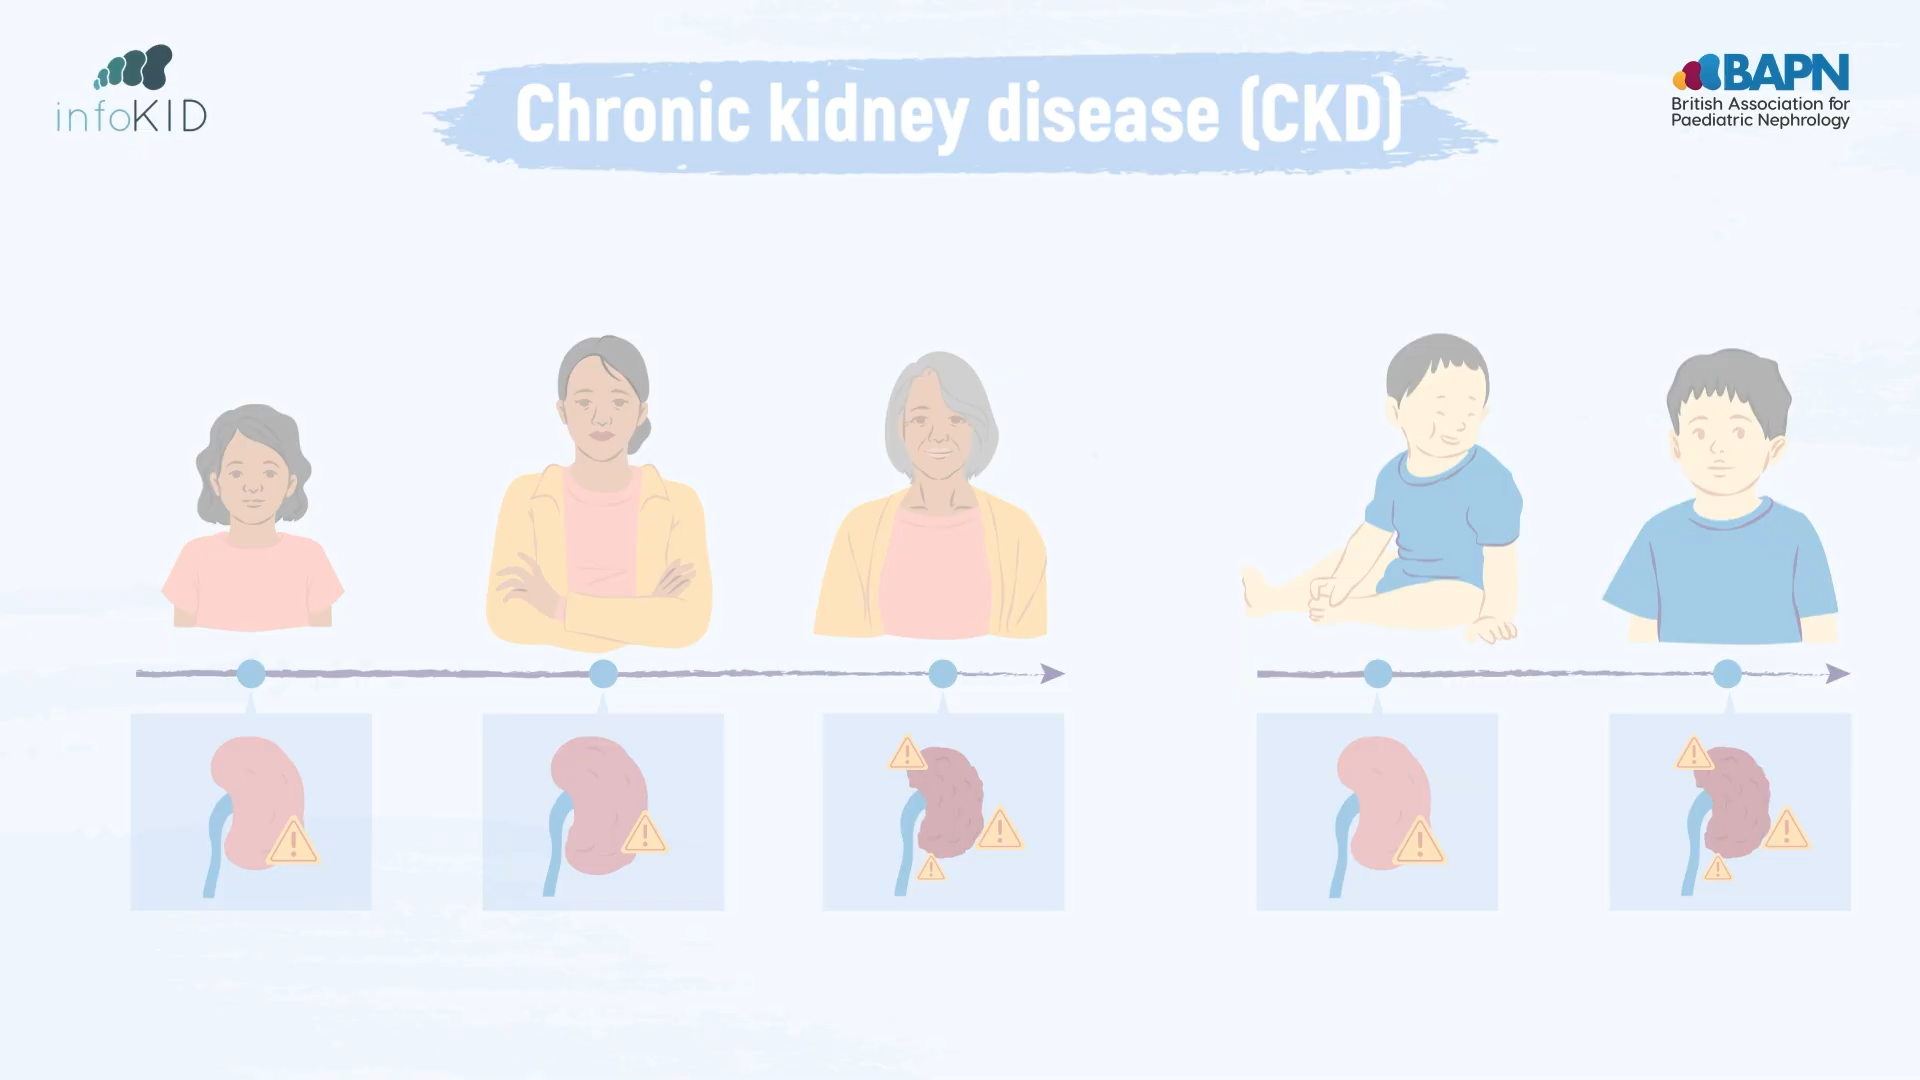 infoKID
Chronic kidney disease (CKD)
BAPN
British Association for
Paediatric Nephrology